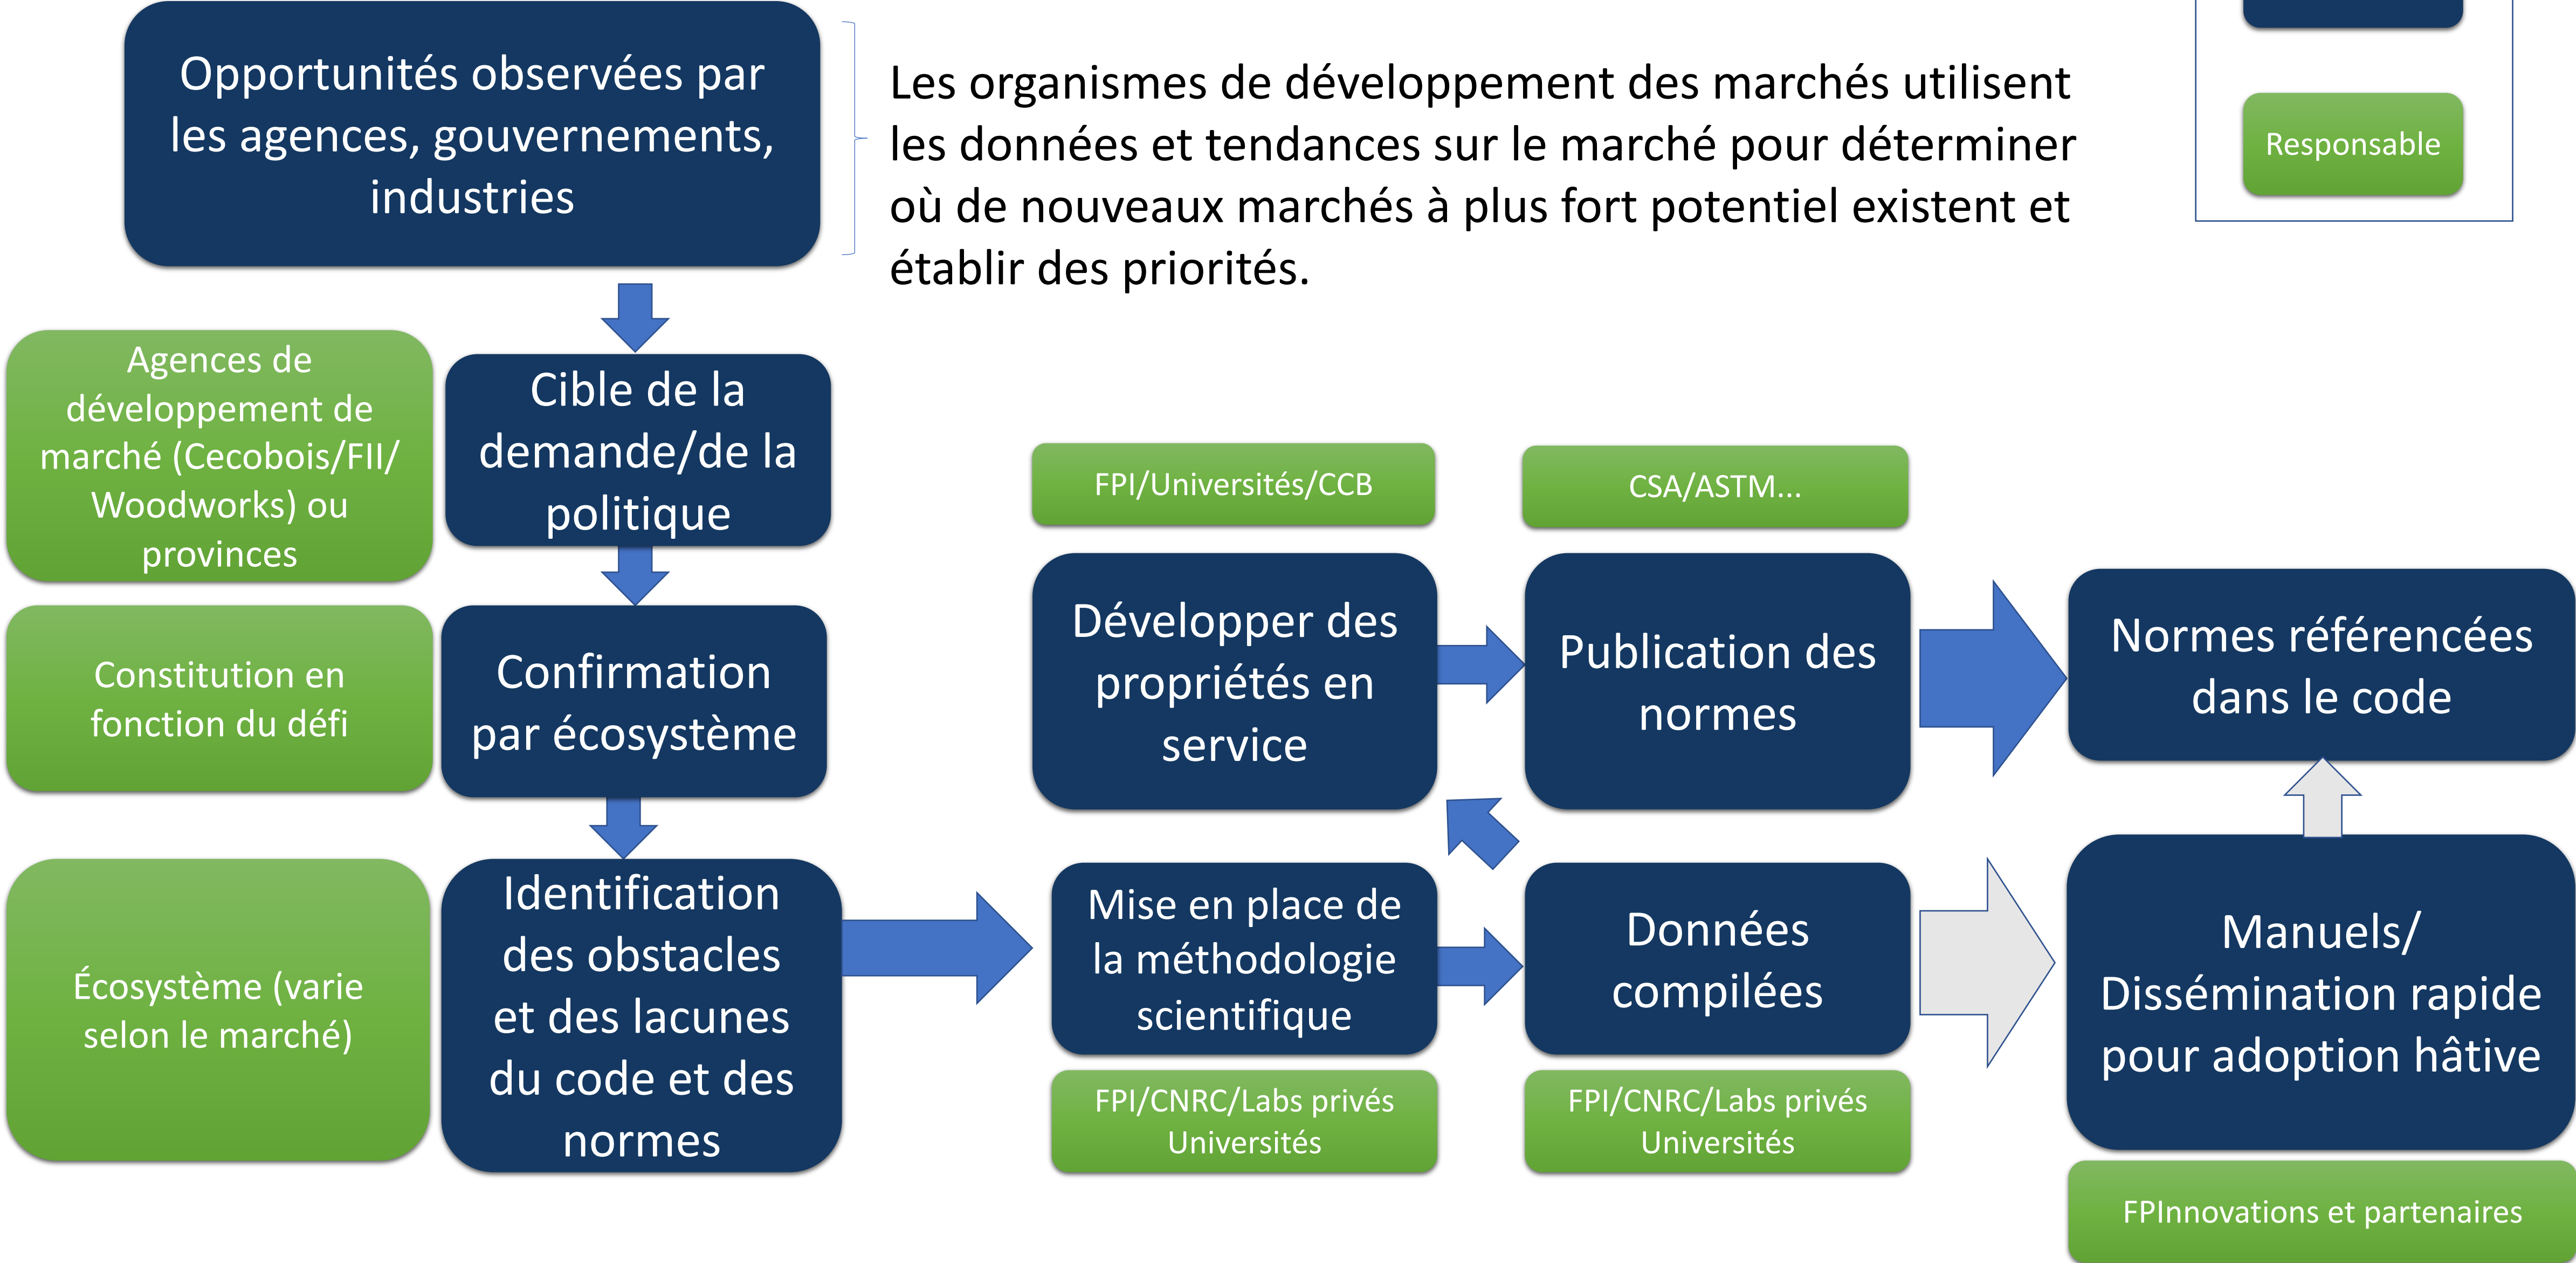 Opportunités observées par
les agences, gouvernements,
industries
Les organismes de développement des marchés utilisent
les données et tendances sur le marché pour déterminer
où de nouveaux marchés à plus fort potentiel existent et
établir des priorités.
Responsable
Agences de
développement de
marché (Cecobois/FII/
Woodworks) ou
provinces
Cible de la
demande/de la
politique
Constitution en
fonction du défi
Confirmation
par écosystème
Écosystème (varie
selon le marché)
Identification
des obstacles
et des lacunes
du code et des
normes
FPI/Universités/CCB
Développer des
propriétés en
service
CSA/ASTM...
Publication des
normes
Normes référencées
dans le code
Mise en place de
la méthodologie
scientifique
FPI/CNRC/Labs privés
Universités
Données
compilées
FPI/CNRC/Labs privés
Universités
Manuels/
Dissémination rapide
pour adoption hâtive
FPInnovations et partenaires